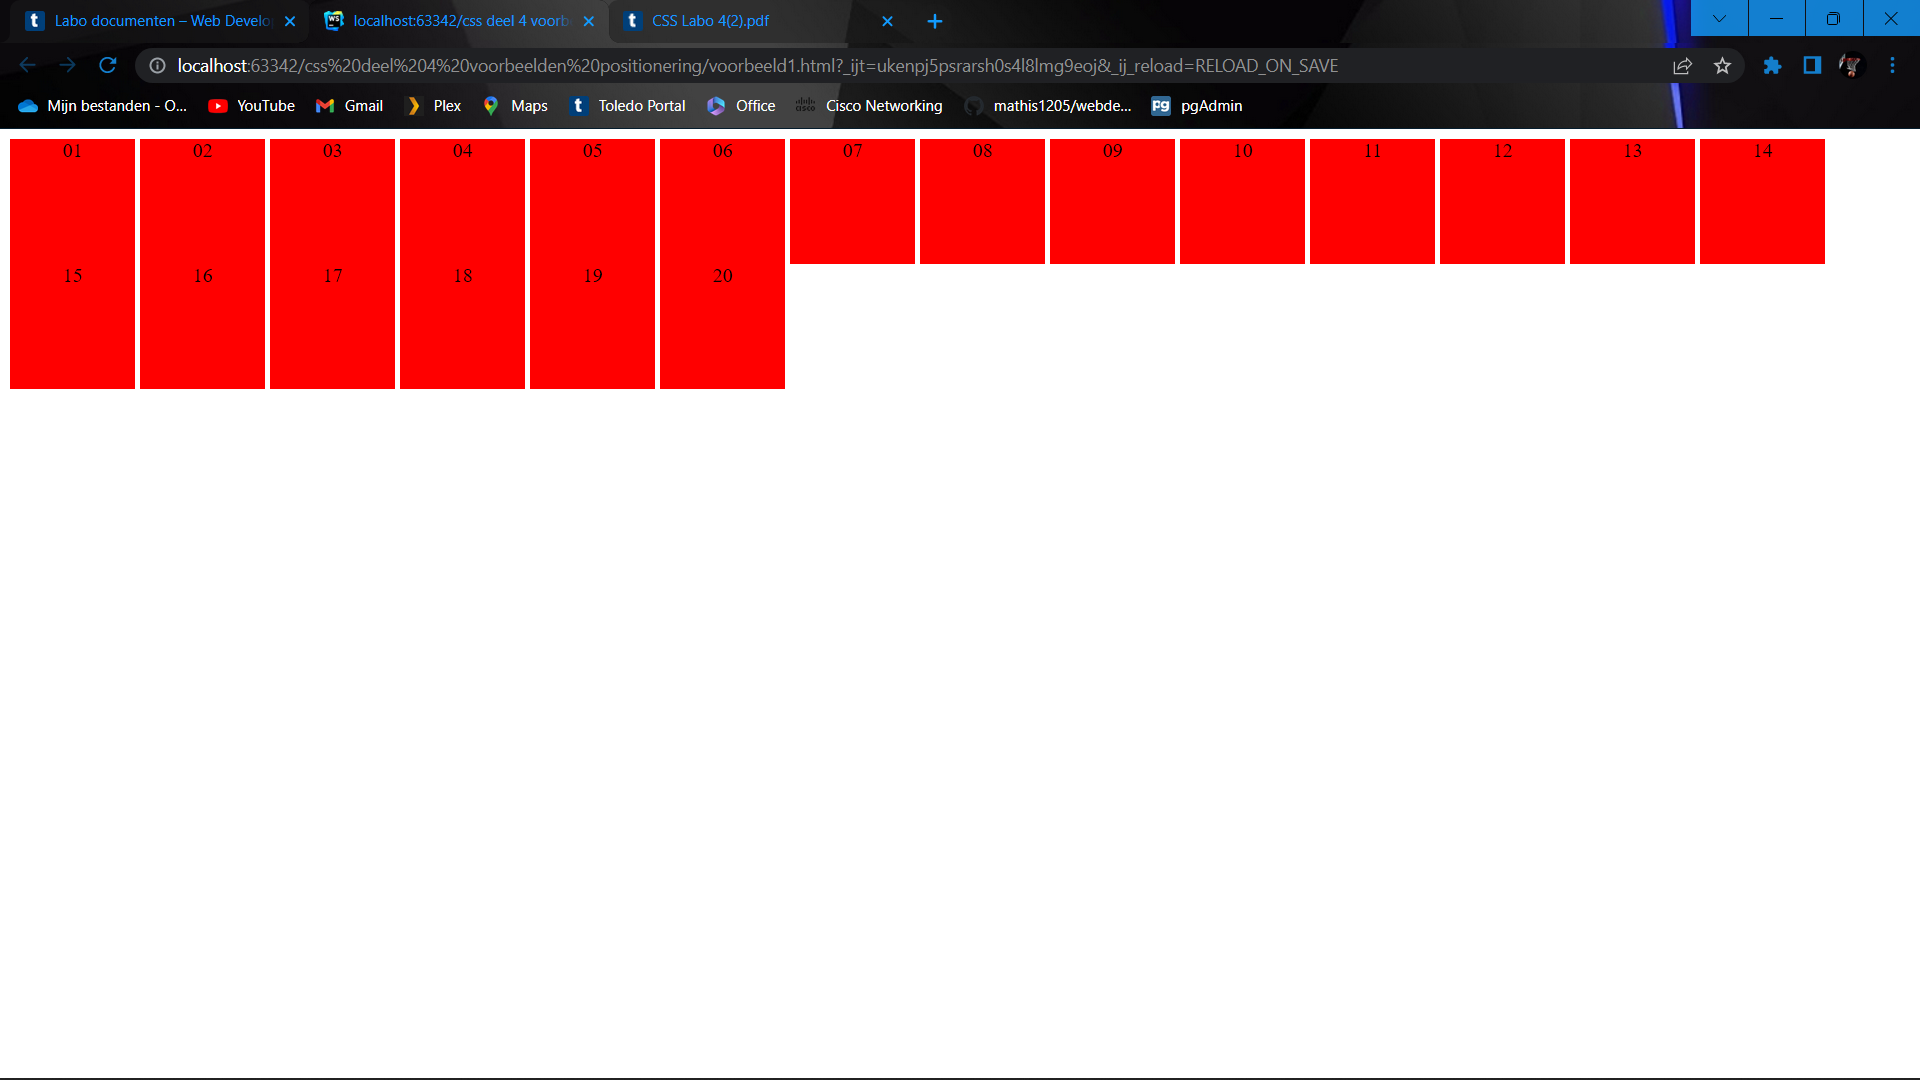 Labo documenten – Web Develo
localhost:63342/css deel 4 voorb
CSS Labo 4(2).pdf
localhost:63342/css%20deel%204%20voorbeelden%20positionering/voorbeeld1.html?_ijt=ukenpj5psrarsh0s4l8lmg9eoj&_ij_reload=RELOAD_ON_SAVE
Mijn bestanden - O... YouTube Gmail Plex Maps Toledo Portal Office Cisco Networking mathis1205/webde... pgAdmin
01 02 03 04 05 06 07 08 09 10 11 12 13 14
15 16 17 18 19 20